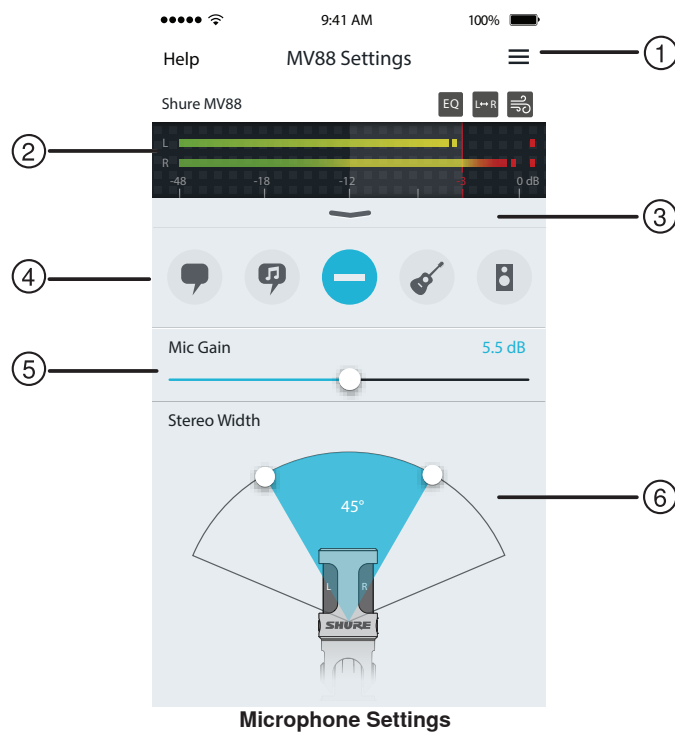 9:41 AM 100%
Help MV88 Settings
1
Shure MV88 EQ L↔R
2
L
R
-48 -18 -12 -3 0 dB
3
4
Mic Gain 5.5 dB
5
Stereo Width
45°
6
L R
SHURE
Microphone Settings